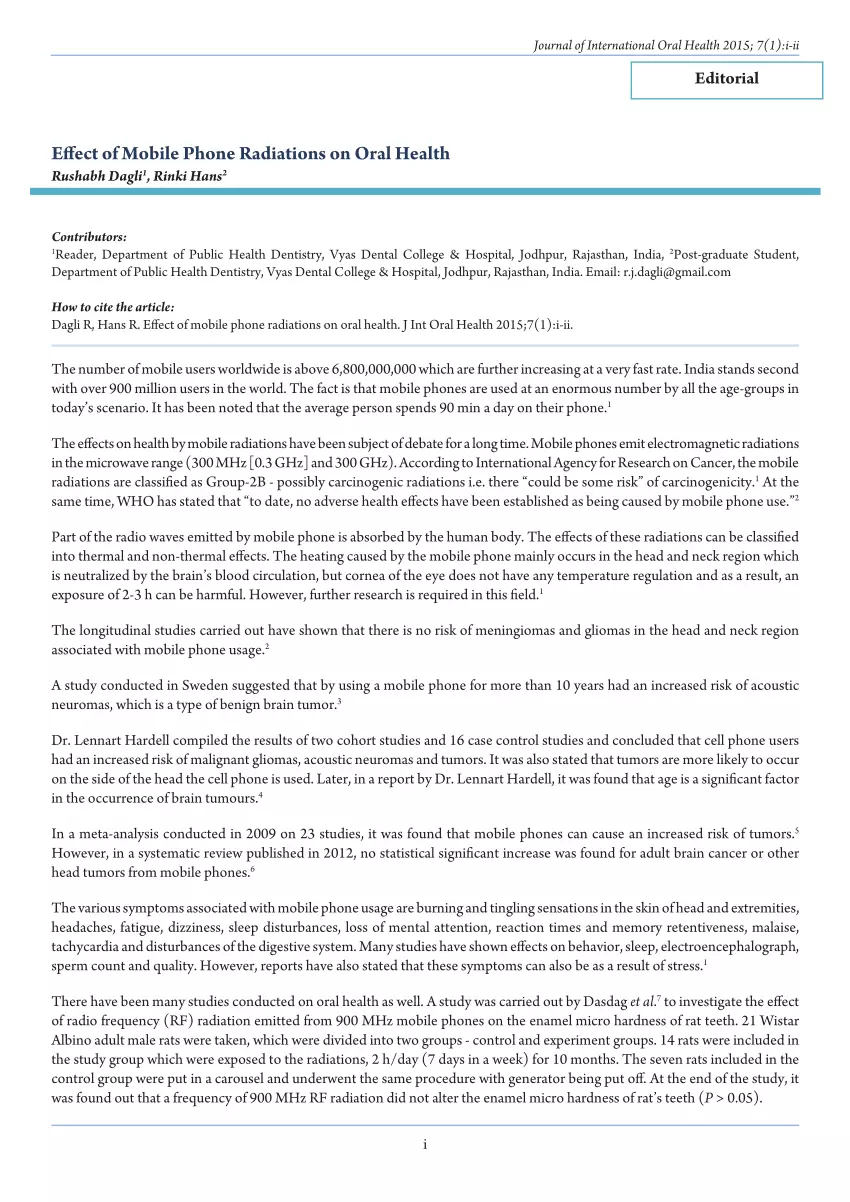 Journal of International Oral Health 2015; 7(1):i-ii
Editorial
Effect of Mobile Phone Radiations on Oral Health
Rushabh Dagli¹, Rinki Hans²
Contributors:
¹Reader, Department of Public Health Dentistry, Vyas Dental College & Hospital, Jodhpur, Rajasthan, India, ²Post-graduate Student,
Department of Public Health Dentistry, Vyas Dental College & Hospital, Jodhpur, Rajasthan, India. Email: r.j.dagli@gmail.com
How to cite the article:
Dagli R, Hans R. Effect of mobile phone radiations on oral health. J Int Oral Health 2015;7(1):i-ii.
The number of mobile users worldwide is above 6,800,000,000 which are further increasing at a very fast rate. India stands second
with over 900 million users in the world. The fact is that mobile phones are used at an enormous number by all the age-groups in
today's scenario. It has been noted that the average person spends 90 min a day on their phone.¹
The effects on health by mobile radiations have been subject of debate for a long time. Mobile phones emit electromagnetic radiations
in the microwave range (300 MHz [0.3 GHz] and 300 GHz). According to International Agency for Research on Cancer, the mobile
radiations are classified as Group-2B - possibly carcinogenic radiations i.e. there “could be some risk” of carcinogenicity.¹ At the
same time, WHO has stated that “to date, no adverse health effects have been established as being caused by mobile phone use.”²
Part of the radio waves emitted by mobile phone is absorbed by the human body. The effects of these radiations can be classified
into thermal and non-thermal effects. The heating caused by the mobile phone mainly occurs in the head and neck region which
is neutralized by the brain's blood circulation, but cornea of the eye does not have any temperature regulation and as a result, an
exposure of 2-3 h can be harmful. However, further research is required in this field.¹
The longitudinal studies carried out have shown that there is no risk of meningiomas and gliomas in the head and neck region
associated with mobile phone usage.²
A study conducted in Sweden suggested that by using a mobile phone for more than 10 years had an increased risk of acoustic
neuromas, which is a type of benign brain tumor.³
Dr. Lennart Hardell compiled the results of two cohort studies and 16 case control studies and concluded that cell phone users
had an increased risk of malignant gliomas, acoustic neuromas and tumors. It was also stated that tumors are more likely to occur
on the side of the head the cell phone is used. Later, in a report by Dr. Lennart Hardell, it was found that age is a significant factor
in the occurrence of brain tumours.⁴
In a meta-analysis conducted in 2009 on 23 studies, it was found that mobile phones can cause an increased risk of tumors.⁵
However, in a systematic review published in 2012, no statistical significant increase was found for adult brain cancer or other
head tumors from mobile phones.⁶
The various symptoms associated with mobile phone usage are burning and tingling sensations in the skin of head and extremities,
headaches, fatigue, dizziness, sleep disturbances, loss of mental attention, reaction times and memory retentiveness, malaise,
tachycardia and disturbances of the digestive system. Many studies have shown effects on behavior, sleep, electroencephalograph,
sperm count and quality. However, reports have also stated that these symptoms can also be as a result of stress.¹
There have been many studies conducted on oral health as well. A study was carried out by Dasdag et al.⁷ to investigate the effect
of radio frequency (RF) radiation emitted from 900 MHz mobile phones on the enamel micro hardness of rat teeth. 21 Wistar
Albino adult male rats were taken, which were divided into two groups - control and experiment groups. 14 rats were included in
the study group which were exposed to the radiations, 2 h/day (7 days in a week) for 10 months. The seven rats included in the
control group were put in a carousel and underwent the same procedure with generator being put off. At the end of the study, it
was found out that a frequency of 900 MHz RF radiation did not alter the enamel micro hardness of rat's teeth (P > 0.05).
i